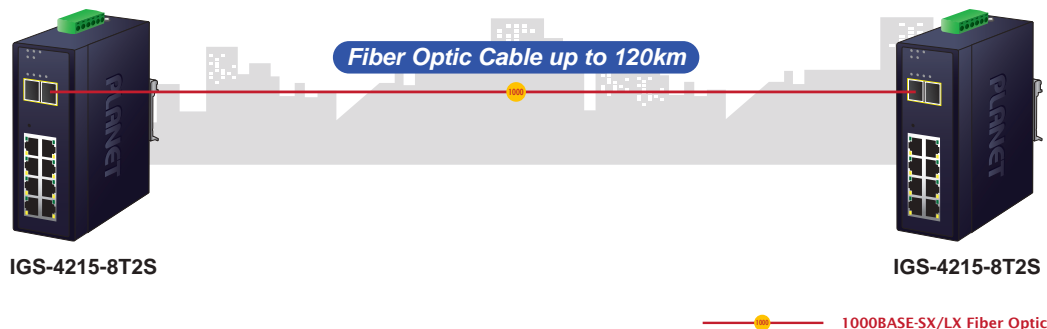 Fiber Optic Cable up to 120km
1000
PLANET
PLANET
IGS-4215-8T2S
IGS-4215-8T2S
1000
1000BASE-SX/LX Fiber Optic